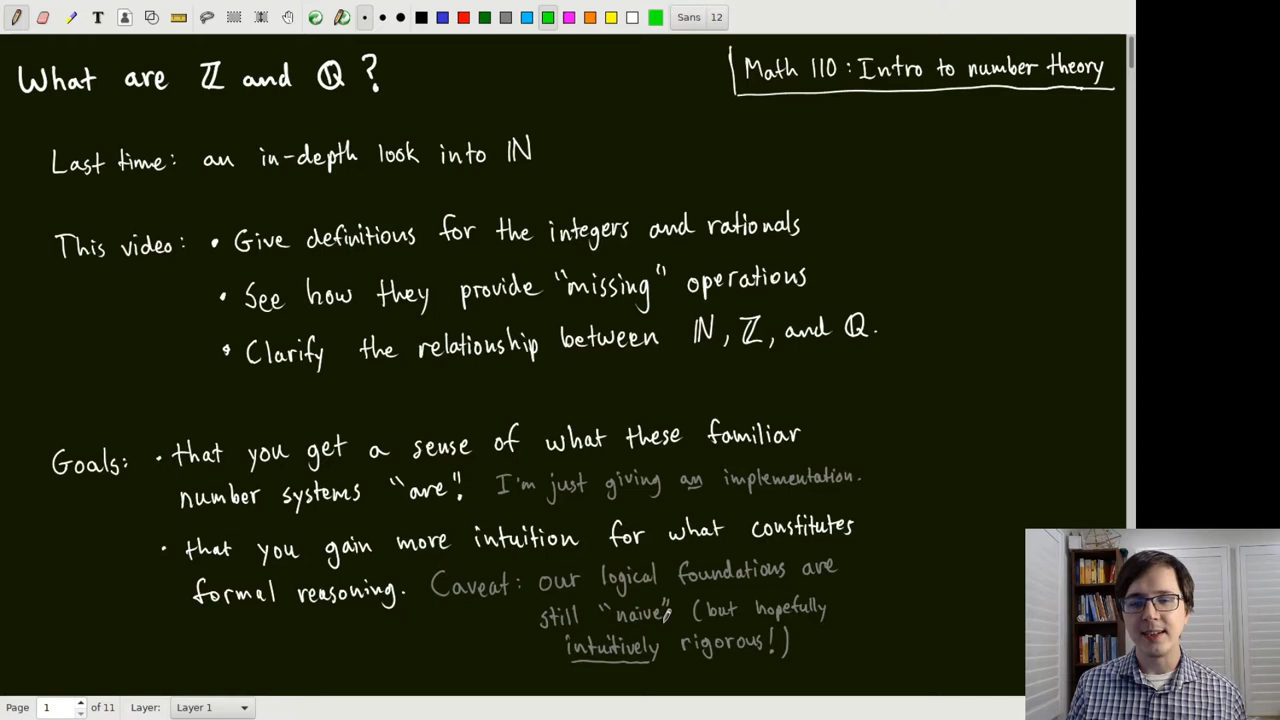 Sans 12
What are ℤ and ℚ?
Math 110: Intro to number theory
Last time: an in-depth look into ℕ
This video: • Give definitions for the integers and rationals
• See how they provide "missing" operations
• Clarify the relationship between ℕ, ℤ, and ℚ.
Goals: • that you get a sense of what these familiar
number systems "are". I'm just giving an implementation.
• that you gain more intuition for what constitutes
formal reasoning. Caveat: our logical foundations are
still "naive" (but hopefully
intuitively rigorous!)
Page 1 of 11 Layer: Layer 1